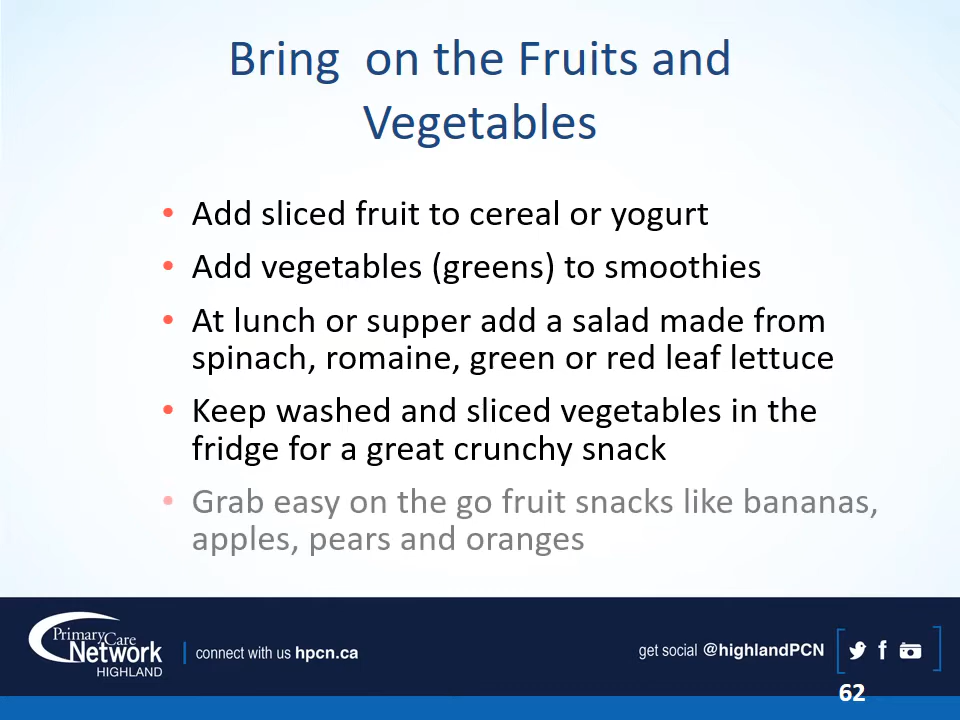 Bring  on the Fruits and
Vegetables
• Add sliced fruit to cereal or yogurt
• Add vegetables (greens) to smoothies
• At lunch or supper add a salad made from
spinach, romaine, green or red leaf lettuce
• Keep washed and sliced vegetables in the
fridge for a great crunchy snack
• Grab easy on the go fruit snacks like bananas,
apples, pears and oranges
PrimaryCare
Network
HIGHLAND
connect with us hpcn.ca
get social @highlandPCN
62